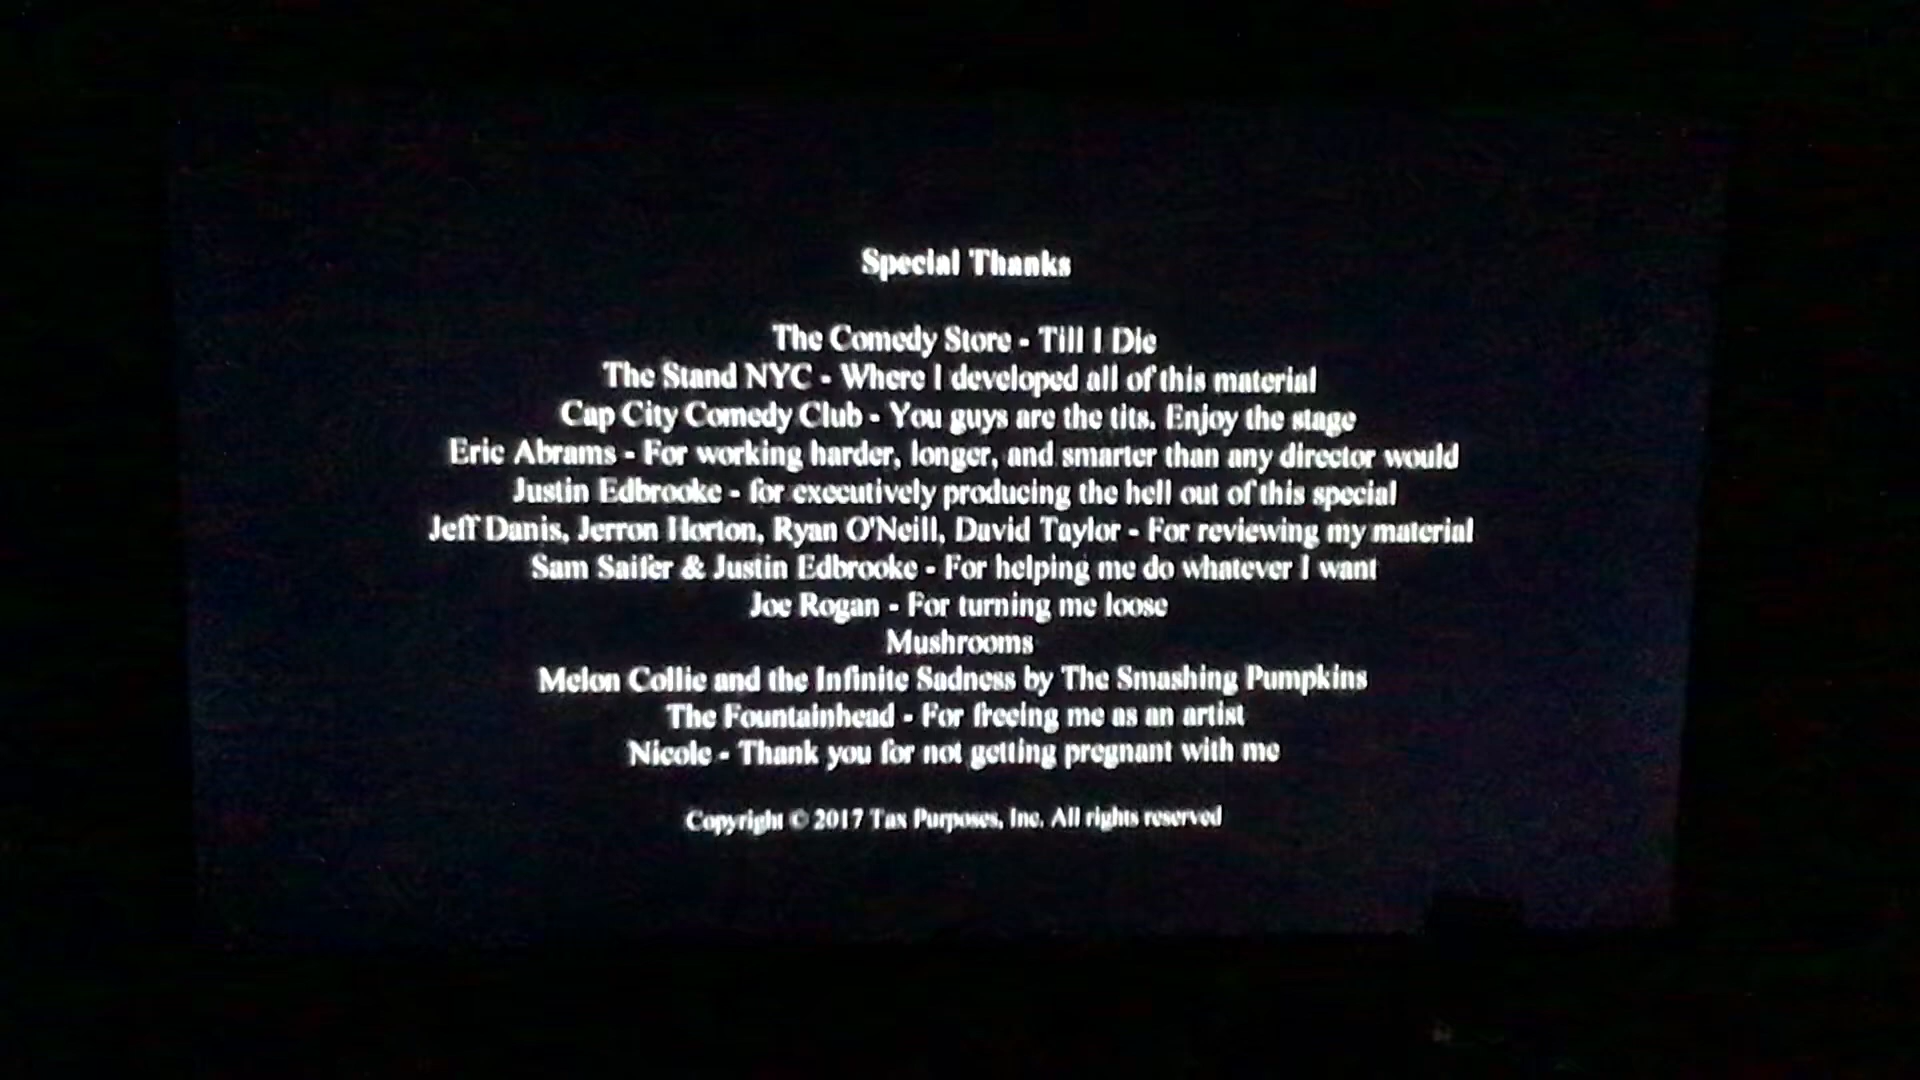 Special Thanks
The Comedy Store - Till I Die
The Stand NYC - Where I developed all of this material
Cap City Comedy Club - You guys are the tits. Enjoy the stage
Eric Abrams - For working harder, longer, and smarter than any director would
Justin Edbrooke - for executively producing the hell out of this special
Jeff Danis, Jerron Horton, Ryan O'Neill, David Taylor - For reviewing my material
Sam Saifer & Justin Edbrooke - For helping me do whatever I want
Joe Rogan - For turning me loose
Mushrooms
Melon Collie and the Infinite Sadness by The Smashing Pumpkins
The Fountainhead - For freeing me as an artist
Nicole - Thank you for not getting pregnant with me
Copyright © 2017 Tax Purposes, Inc. All rights reserved